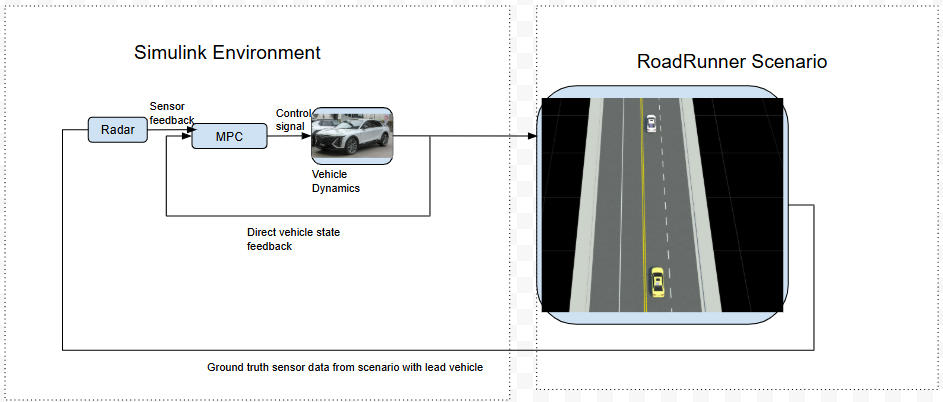 Simulink Environment
RoadRunner Scenario
Sensor
feedback
Control
signal
Radar
MPC
Vehicle
Dynamics
Direct vehicle state
feedback
Ground truth sensor data from scenario with lead vehicle